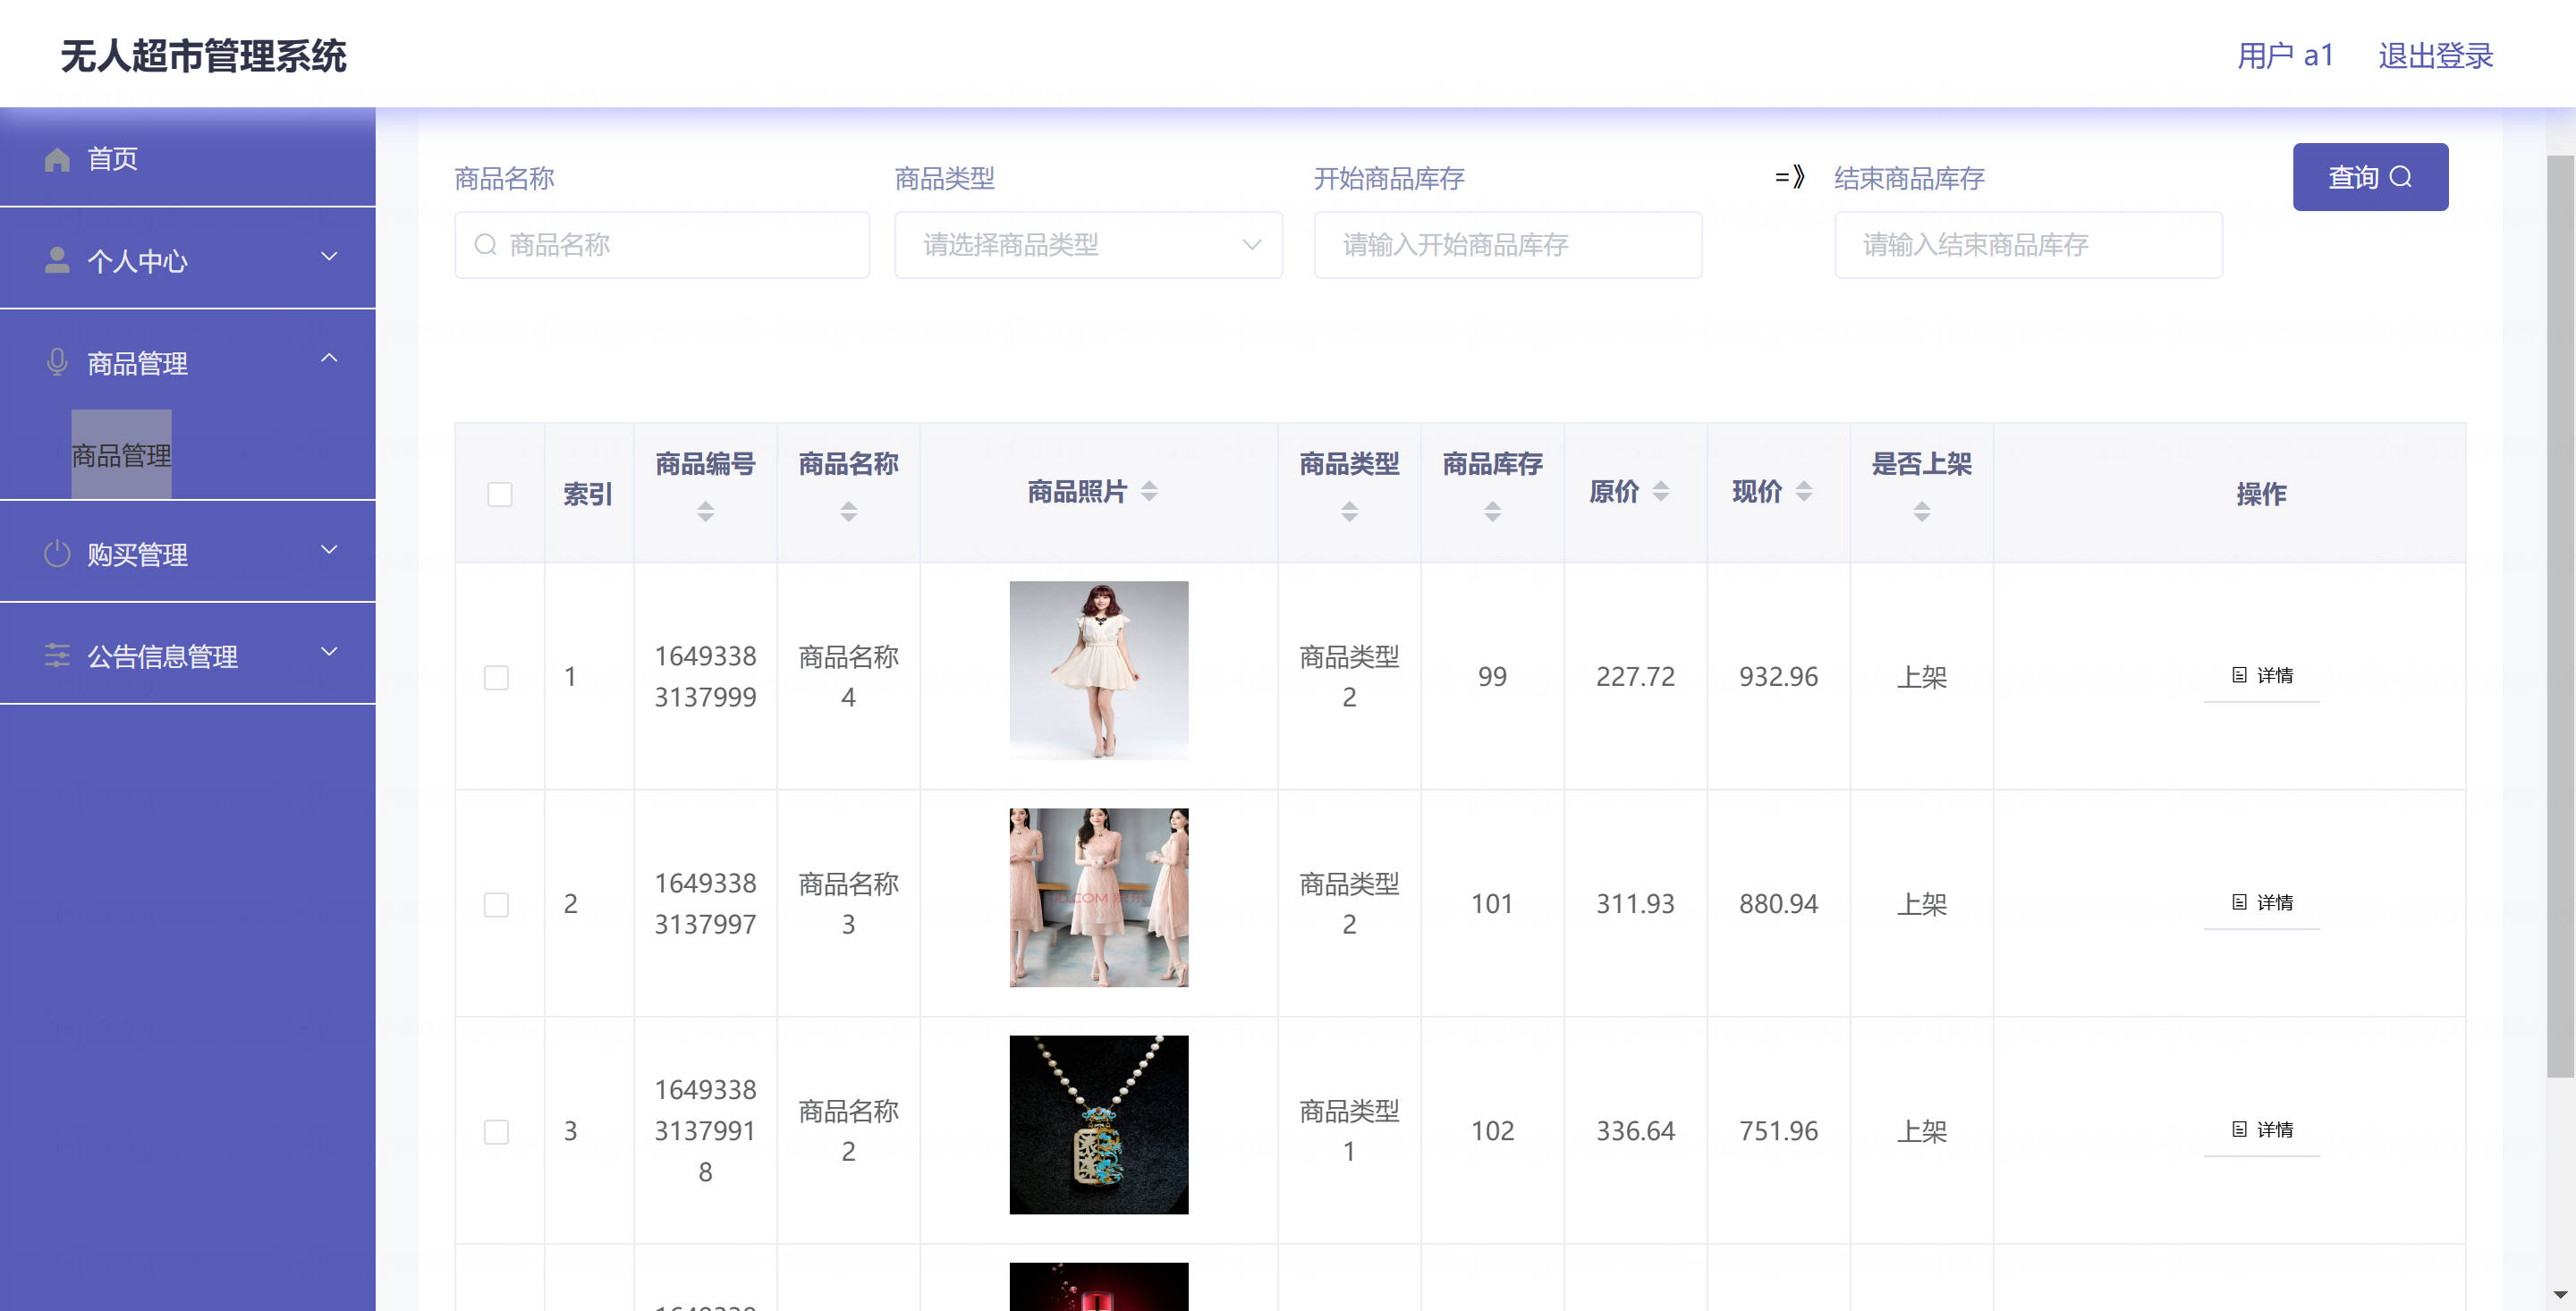 无人超市管理系统
用户 a1
退出登录
首页
个人中心
商品管理
商品管理
购买管理
公告信息管理
商品名称
商品类型
开始商品库存
=》
结束商品库存
查询
商品名称
请选择商品类型
请输入开始商品库存
请输入结束商品库存
索引
商品编号
商品名称
商品照片
商品类型
商品库存
原价
现价
是否上架
操作
1
1649338
3137999
商品名称
4
商品类型
2
99
227.72
932.96
上架
详情
2
1649338
3137997
商品名称
3
商品类型
2
101
311.93
880.94
上架
详情
3
1649338
3137991
8
商品名称
2
商品类型
1
102
336.64
751.96
上架
详情